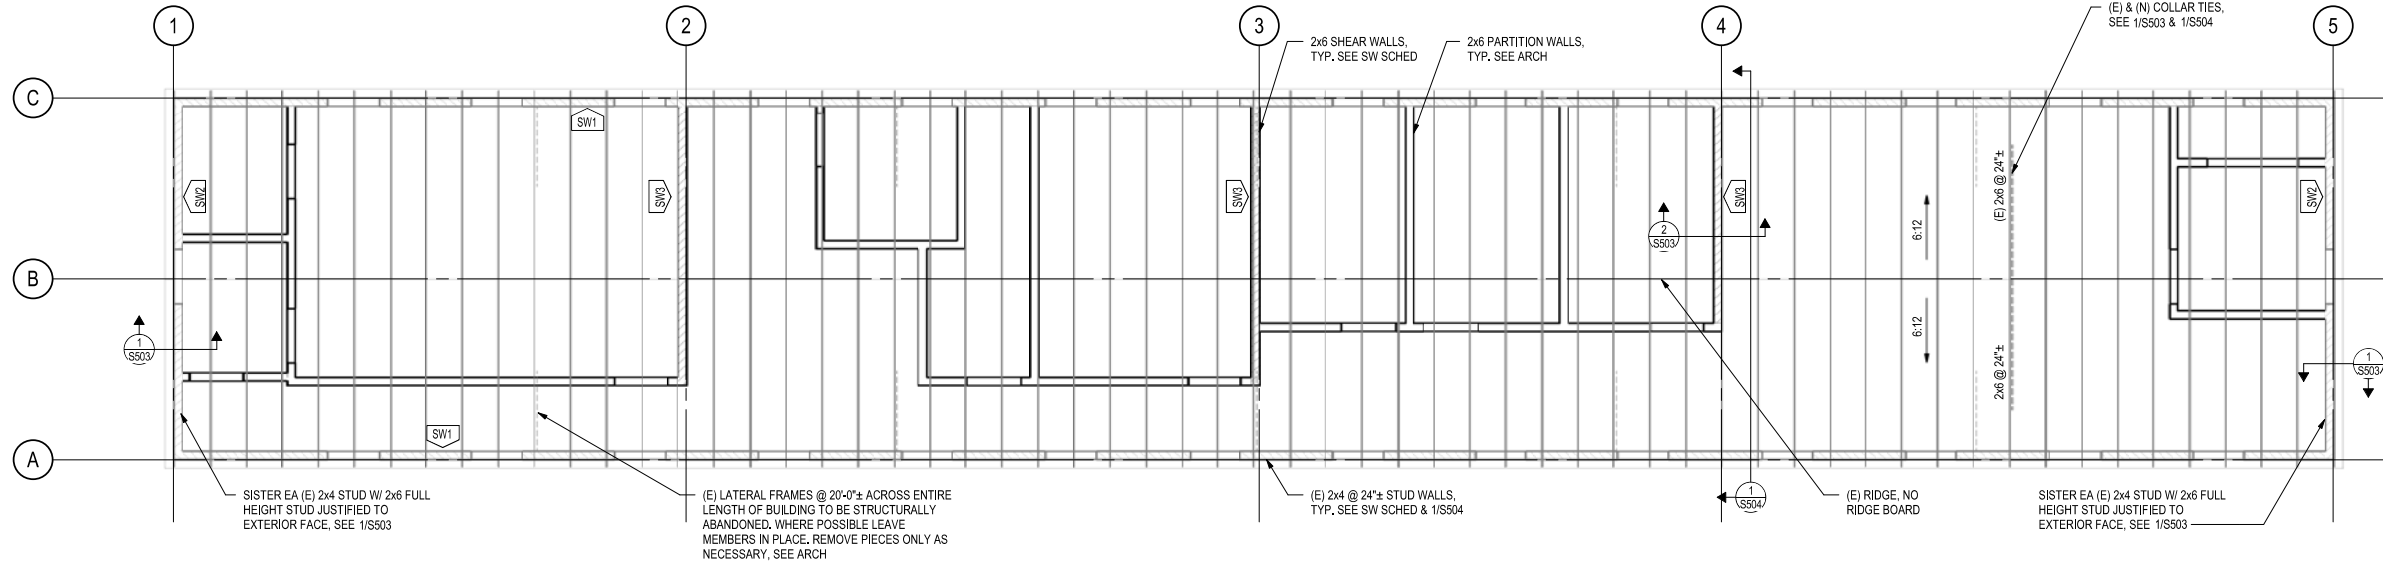 1
2
3
4
5
(E) & (N) COLLAR TIES,
SEE 1/S503 & 1/S504
2x6 SHEAR WALLS,
TYP. SEE SW SCHED
2x6 PARTITION WALLS,
TYP. SEE ARCH
C
SW1
SW2
SW3
SW3
SW3
SW2
(E) 2x6 @ 24"±
6:12
2
S503
B
6:12
2x6 @ 24"±
1
S503
1
S503
SW1
A
SISTER EA (E) 2x4 STUD W/ 2x6 FULL
HEIGHT STUD JUSTIFIED TO
EXTERIOR FACE, SEE 1/S503
(E) LATERAL FRAMES @ 20'-0"± ACROSS ENTIRE
LENGTH OF BUILDING TO BE STRUCTURALLY
ABANDONED. WHERE POSSIBLE LEAVE
MEMBERS IN PLACE. REMOVE PIECES ONLY AS
NECESSARY, SEE ARCH
(E) 2x4 @ 24"± STUD WALLS,
TYP. SEE SW SCHED & 1/S504
1
S504
(E) RIDGE, NO
RIDGE BOARD
SISTER EA (E) 2x4 STUD W/ 2x6 FULL
HEIGHT STUD JUSTIFIED TO
EXTERIOR FACE, SEE 1/S503